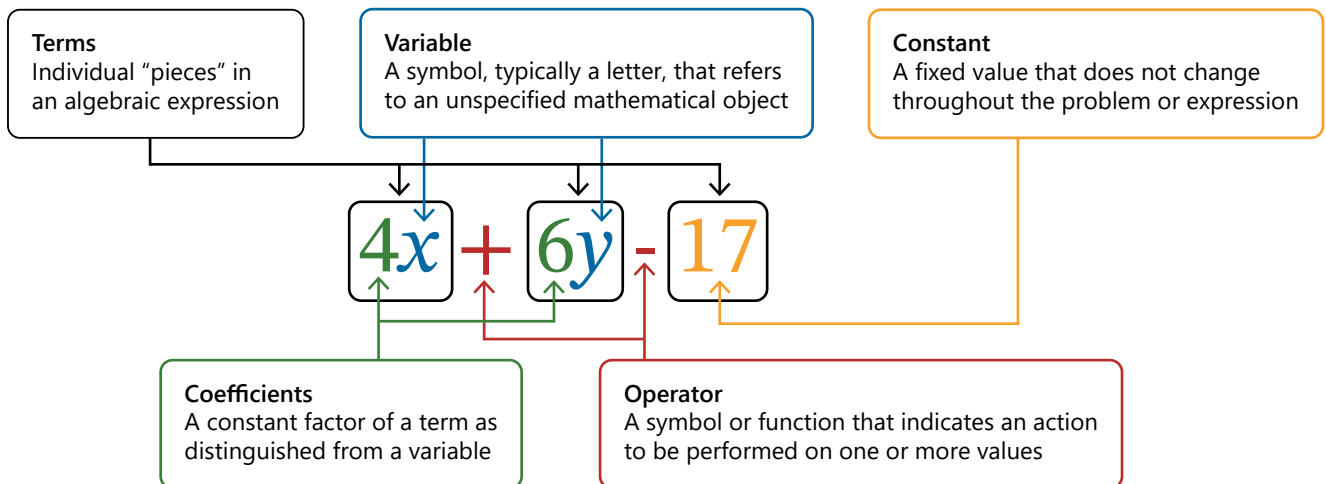 Terms
Individual “pieces” in
an algebraic expression
Variable
A symbol, typically a letter, that refers
to an unspecified mathematical object
Constant
A fixed value that does not change
throughout the problem or expression
4x + 6y - 17
Coefficients
A constant factor of a term as
distinguished from a variable
Operator
A symbol or function that indicates an action
to be performed on one or more values